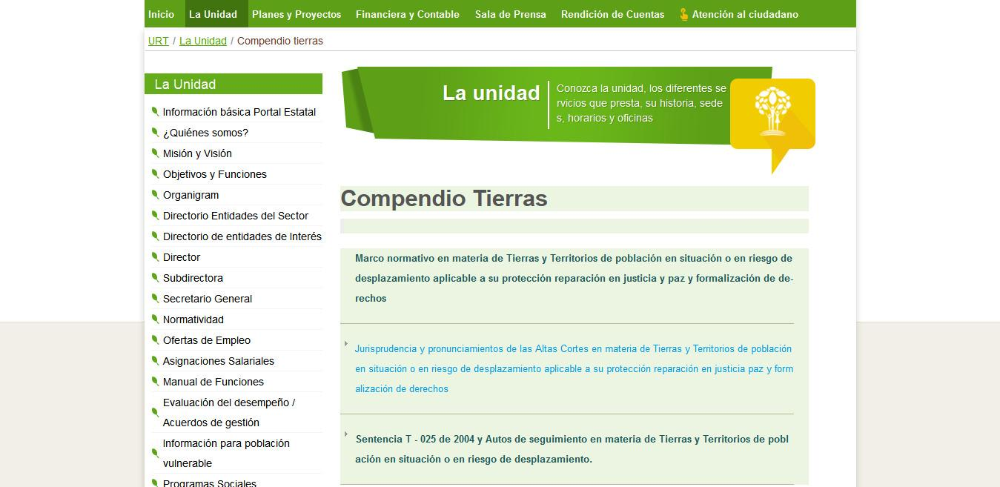 Inicio La Unidad Planes y Proyectos Financiera y Contable Sala de Prensa Rendición de Cuentas Atención al ciudadano
URT / La Unidad / Compendio tierras
La Unidad
Información básica Portal Estatal
¿Quiénes somos?
Misión y Visión
Objetivos y Funciones
Organigram
Directorio Entidades del Sector
Directorio de entidades de Interés
Director
Subdirectora
Secretario General
Normatividad
Ofertas de Empleo
Asignaciones Salariales
Manual de Funciones
Evaluación del desempeño /
Acuerdos de gestión
Información para población
vulnerable
Programas Sociales
La unidad
Conozca la unidad, los diferentes se
rvicios que presta, su historia, sede
s, horarios y oficinas
Compendio Tierras
Marco normativo en materia de Tierras y Territorios de población en situación o en riesgo de
desplazamiento aplicable a su protección reparación en justicia y paz y formalización de de-
rechos
Jurisprudencia y pronunciamientos de las Altas Cortes en materia de Tierras y Territorios de población
en situación o en riesgo de desplazamiento aplicable a su protección reparación en justicia paz y form
alización de derechos
Sentencia T - 025 de 2004 y Autos de seguimiento en materia de Tierras y Territorios de pobl
ación en situación o en riesgo de desplazamiento.